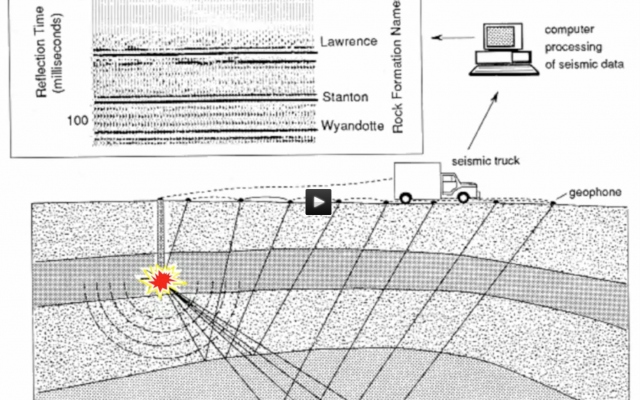 Reflection Time
(milliseconds)
100
Lawrence
Stanton
Wyandotte
Rock Formation Name
computer
processing
of seismic data
seismic truck
geophone